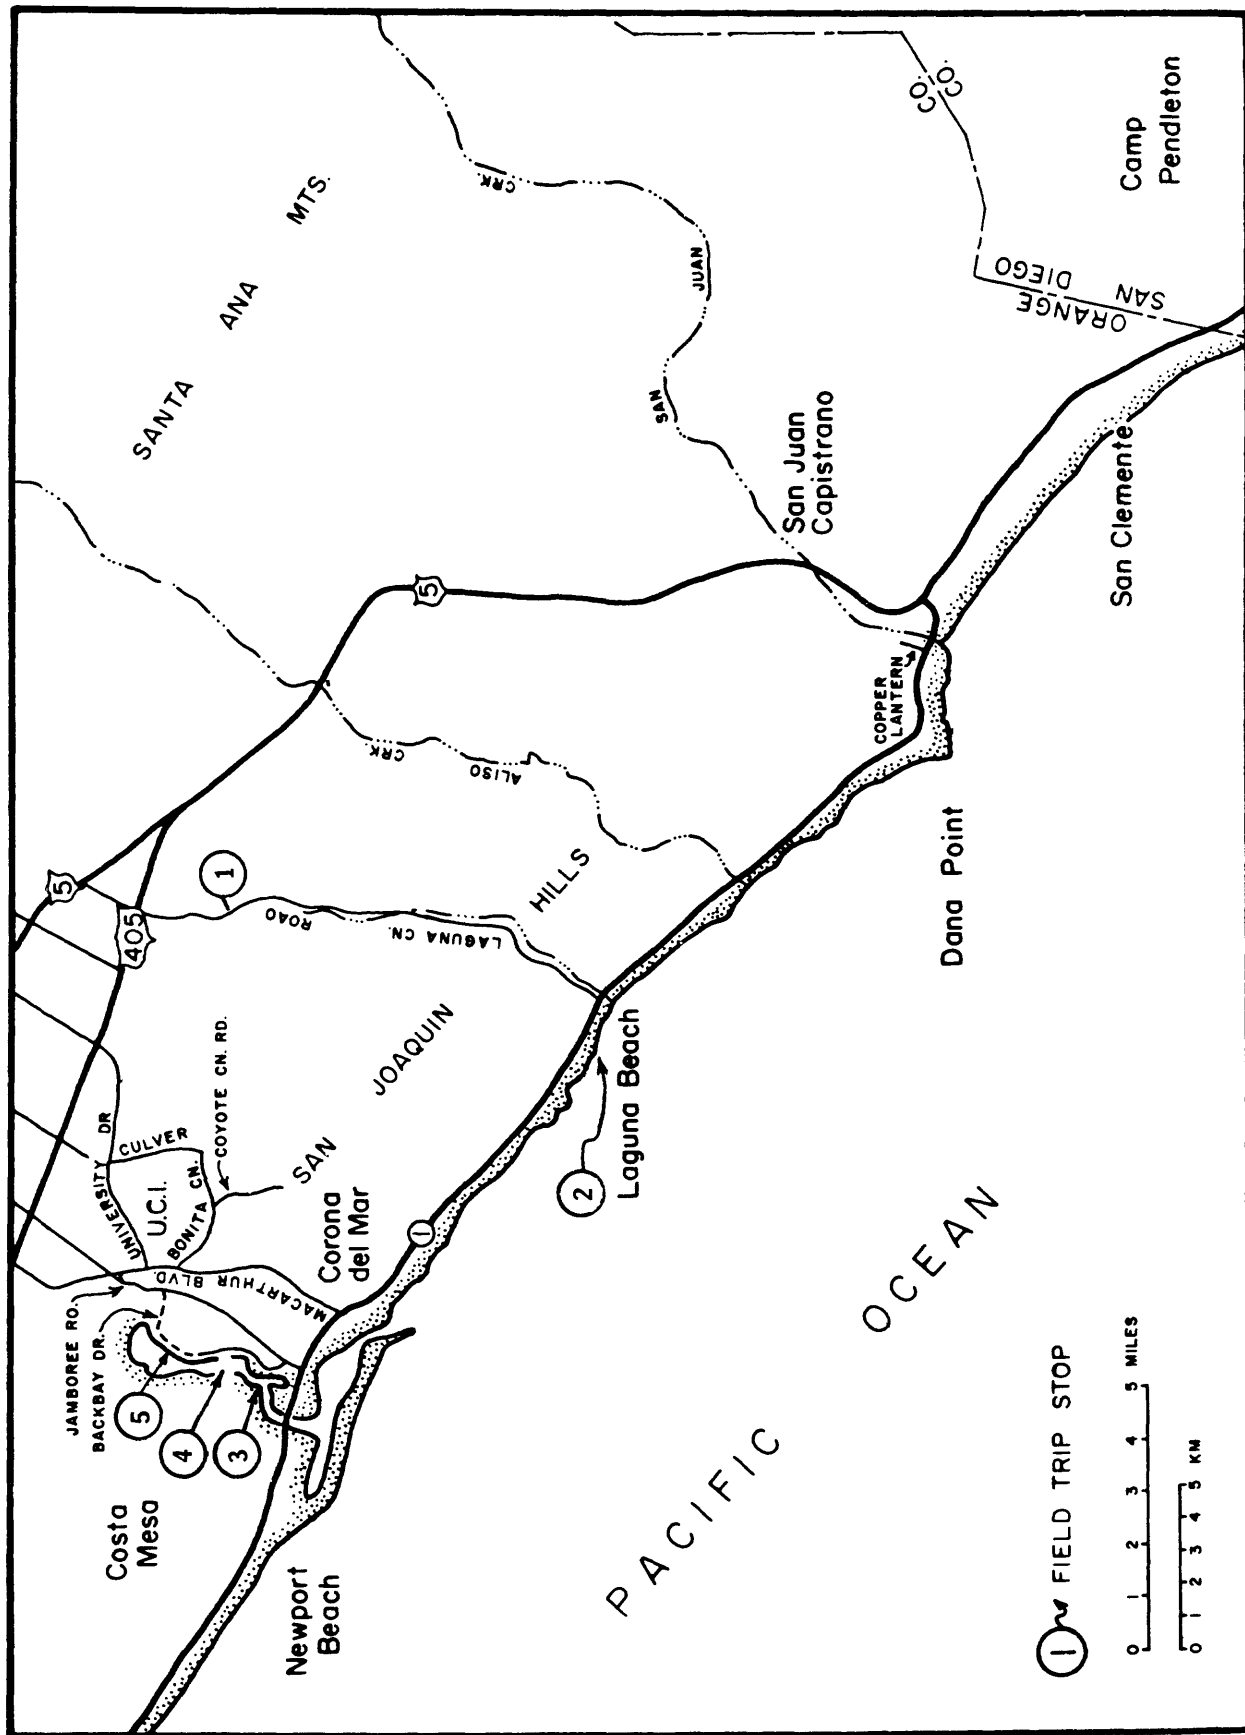 SANTA ANA MTS.
CRK.
JUAN
SAN
CO.
CO.
Camp
Pendleton
ORANGE
SAN DIEGO
San Juan
Capistrano
San Clemente
5
CRK.
ALISO
COPPER
LANTERN
Dana Point
5
405
1
ROAD
LAGUNA CN.
SAN JOAQUIN HILLS
COYOTE CN. RD.
UNIVERSITY DR
CULVER
U.C.I.
BONITA CN.
MACARTHUR BLVD.
JAMBOREE RD.
BACKBAY DR.
Corona
del Mar
1
2
Laguna Beach
5
4
3
Costa
Mesa
Newport
Beach
PACIFIC OCEAN
1 FIELD TRIP STOP
0 1 2 3 4 5 MILES
0 1 2 3 4 5 KM